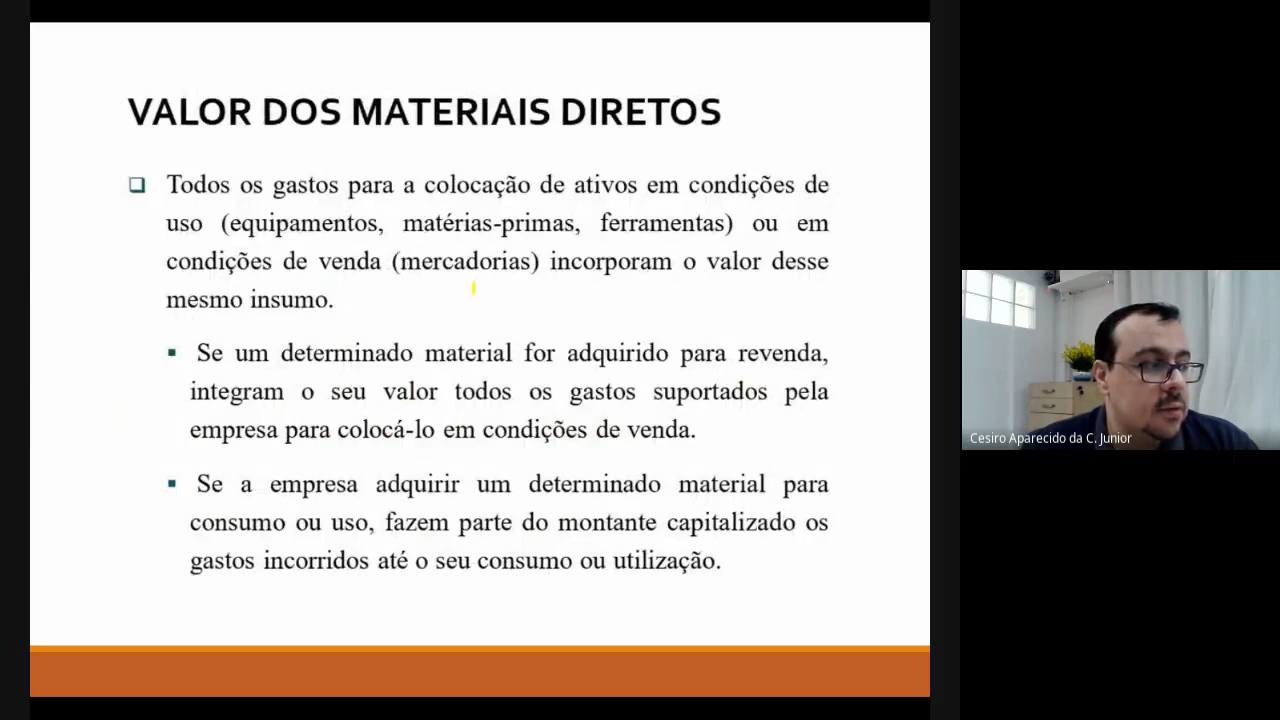 VALOR DOS MATERIAIS DIRETOS
Todos os gastos para a colocação de ativos em condições de
uso (equipamentos, matérias-primas, ferramentas) ou em
condições de venda (mercadorias) incorporam o valor desse
mesmo insumo.
Se um determinado material for adquirido para revenda,
integram o seu valor todos os gastos suportados pela
empresa para colocá-lo em condições de venda.
Se a empresa adquirir um determinado material para
consumo ou uso, fazem parte do montante capitalizado os
gastos incorridos até o seu consumo ou utilização.
Cesiro Aparecido da C. Junior